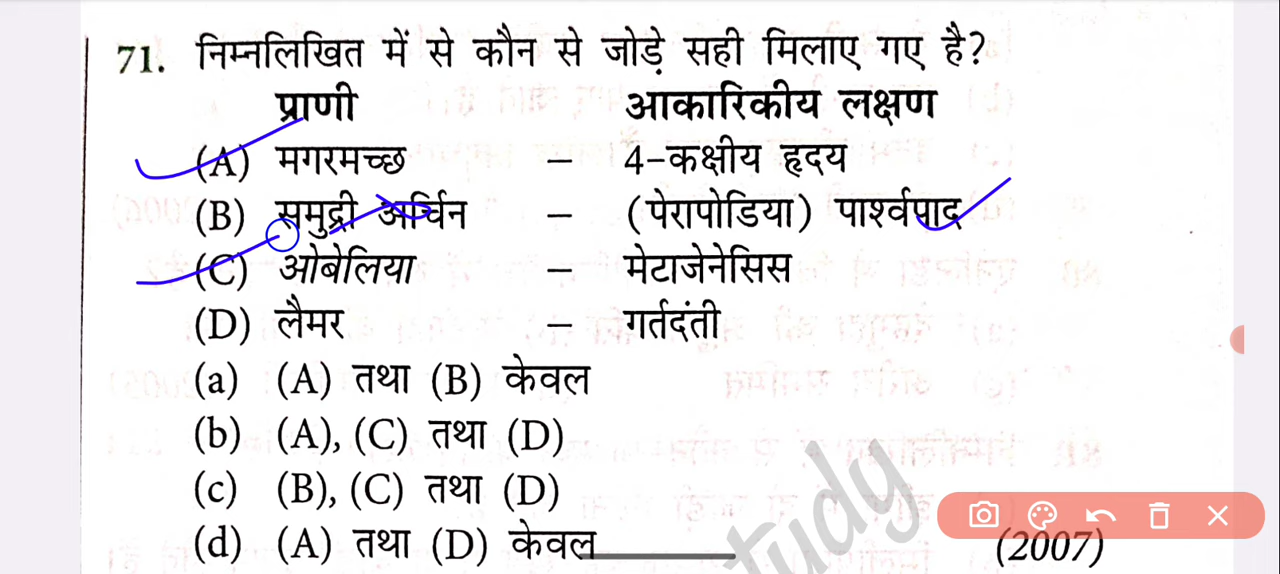 71. निम्नलिखित में से कौन से जोड़े सही मिलाए गए है?
प्राणी आकारिकीय लक्षण
(A) मगरमच्छ – 4-कक्षीय हृदय
(B) समुद्री अर्चिन – (पेरापोडिया) पार्श्वपाद
(C) ओबेलिया – मेटाजेनेसिस
(D) लैमर – गर्तदंती
(a) (A) तथा (B) केवल
(b) (A), (C) तथा (D)
(c) (B), (C) तथा (D)
(d) (A) तथा (D) केवल
(2007)
study